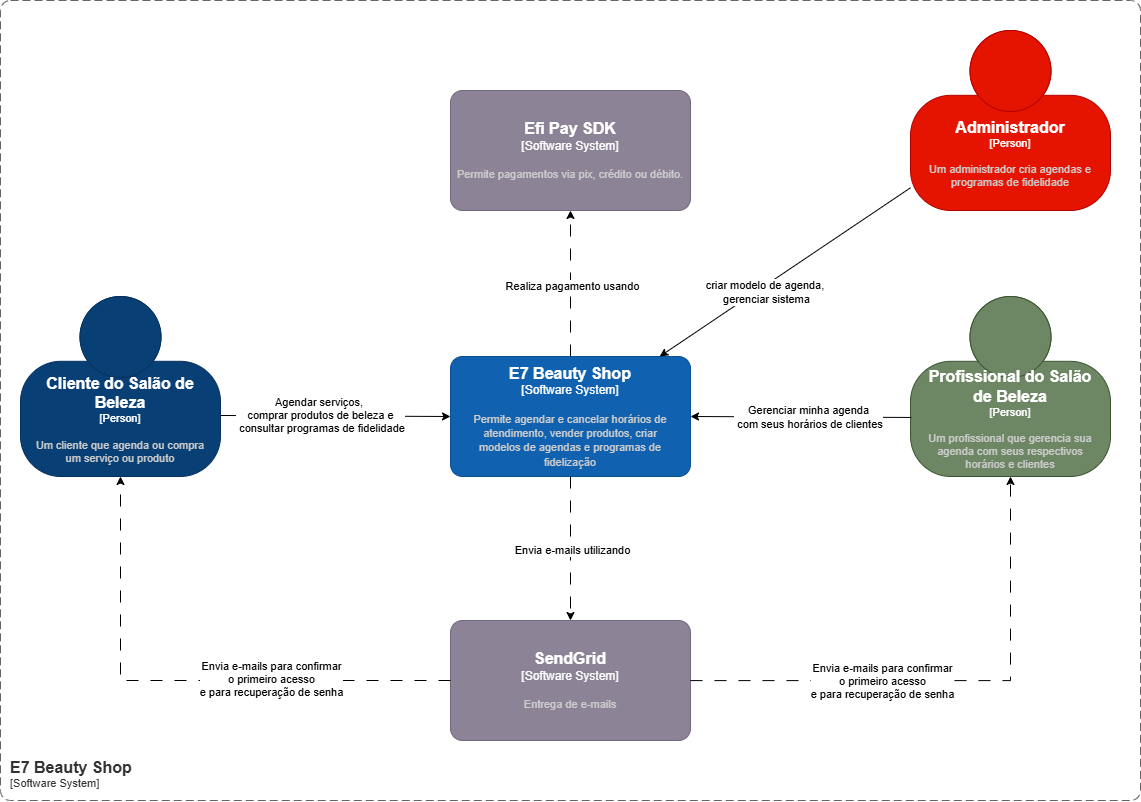 Efi Pay SDK
[Software System]
Permite pagamentos via pix, crédito ou débito.
Administrador
[Person]
Um administrador cria agendas e
programas de fidelidade
Realiza pagamento usando
criar modelo de agenda,
gerenciar sistema
Cliente do Salão de
Beleza
[Person]
Um cliente que agenda ou compra
um serviço ou produto
Agendar serviços,
comprar produtos de beleza e
consultar programas de fidelidade
E7 Beauty Shop
[Software System]
Permite agendar e cancelar horários de
atendimento, vender produtos, criar
modelos de agendas e programas de
fidelização
Gerenciar minha agenda
com seus horários de clientes
Profissional do Salão
de Beleza
[Person]
Um profissional que gerencia sua
agenda com seus respectivos
horários e clientes
Envia e-mails utilizando
Envia e-mails para confirmar
o primeiro acesso
e para recuperação de senha
SendGrid
[Software System]
Entrega de e-mails
Envia e-mails para confirmar
o primeiro acesso
e para recuperação de senha
E7 Beauty Shop
[Software System]